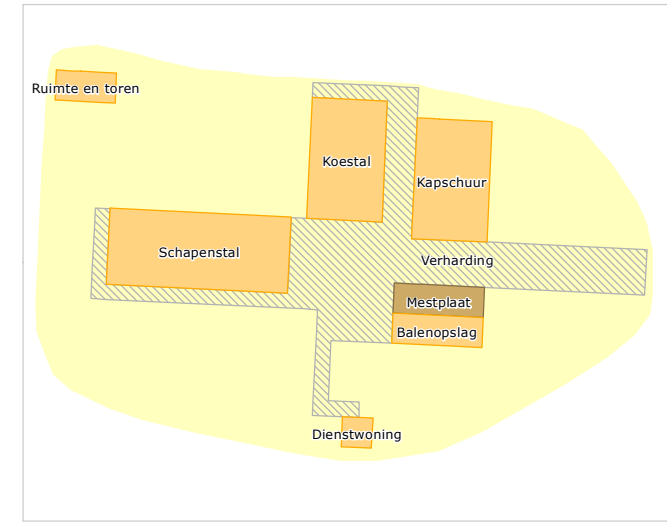 Ruimte en toren
Koestal
Kapschuur
Schapenstal
Verharding
Mestplaat
Balenopslag
Dienstwoning